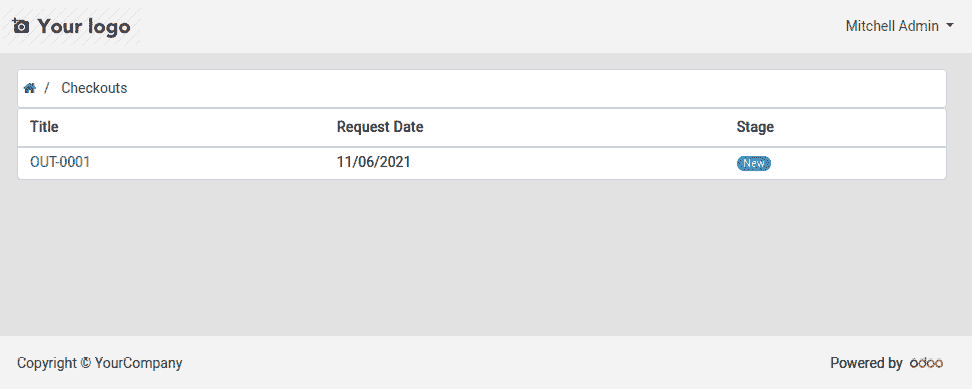 Your logo Mitchell Admin
/ Checkouts
Title Request Date Stage
OUT-0001 11/06/2021 New
Copyright © YourCompany Powered by odoo